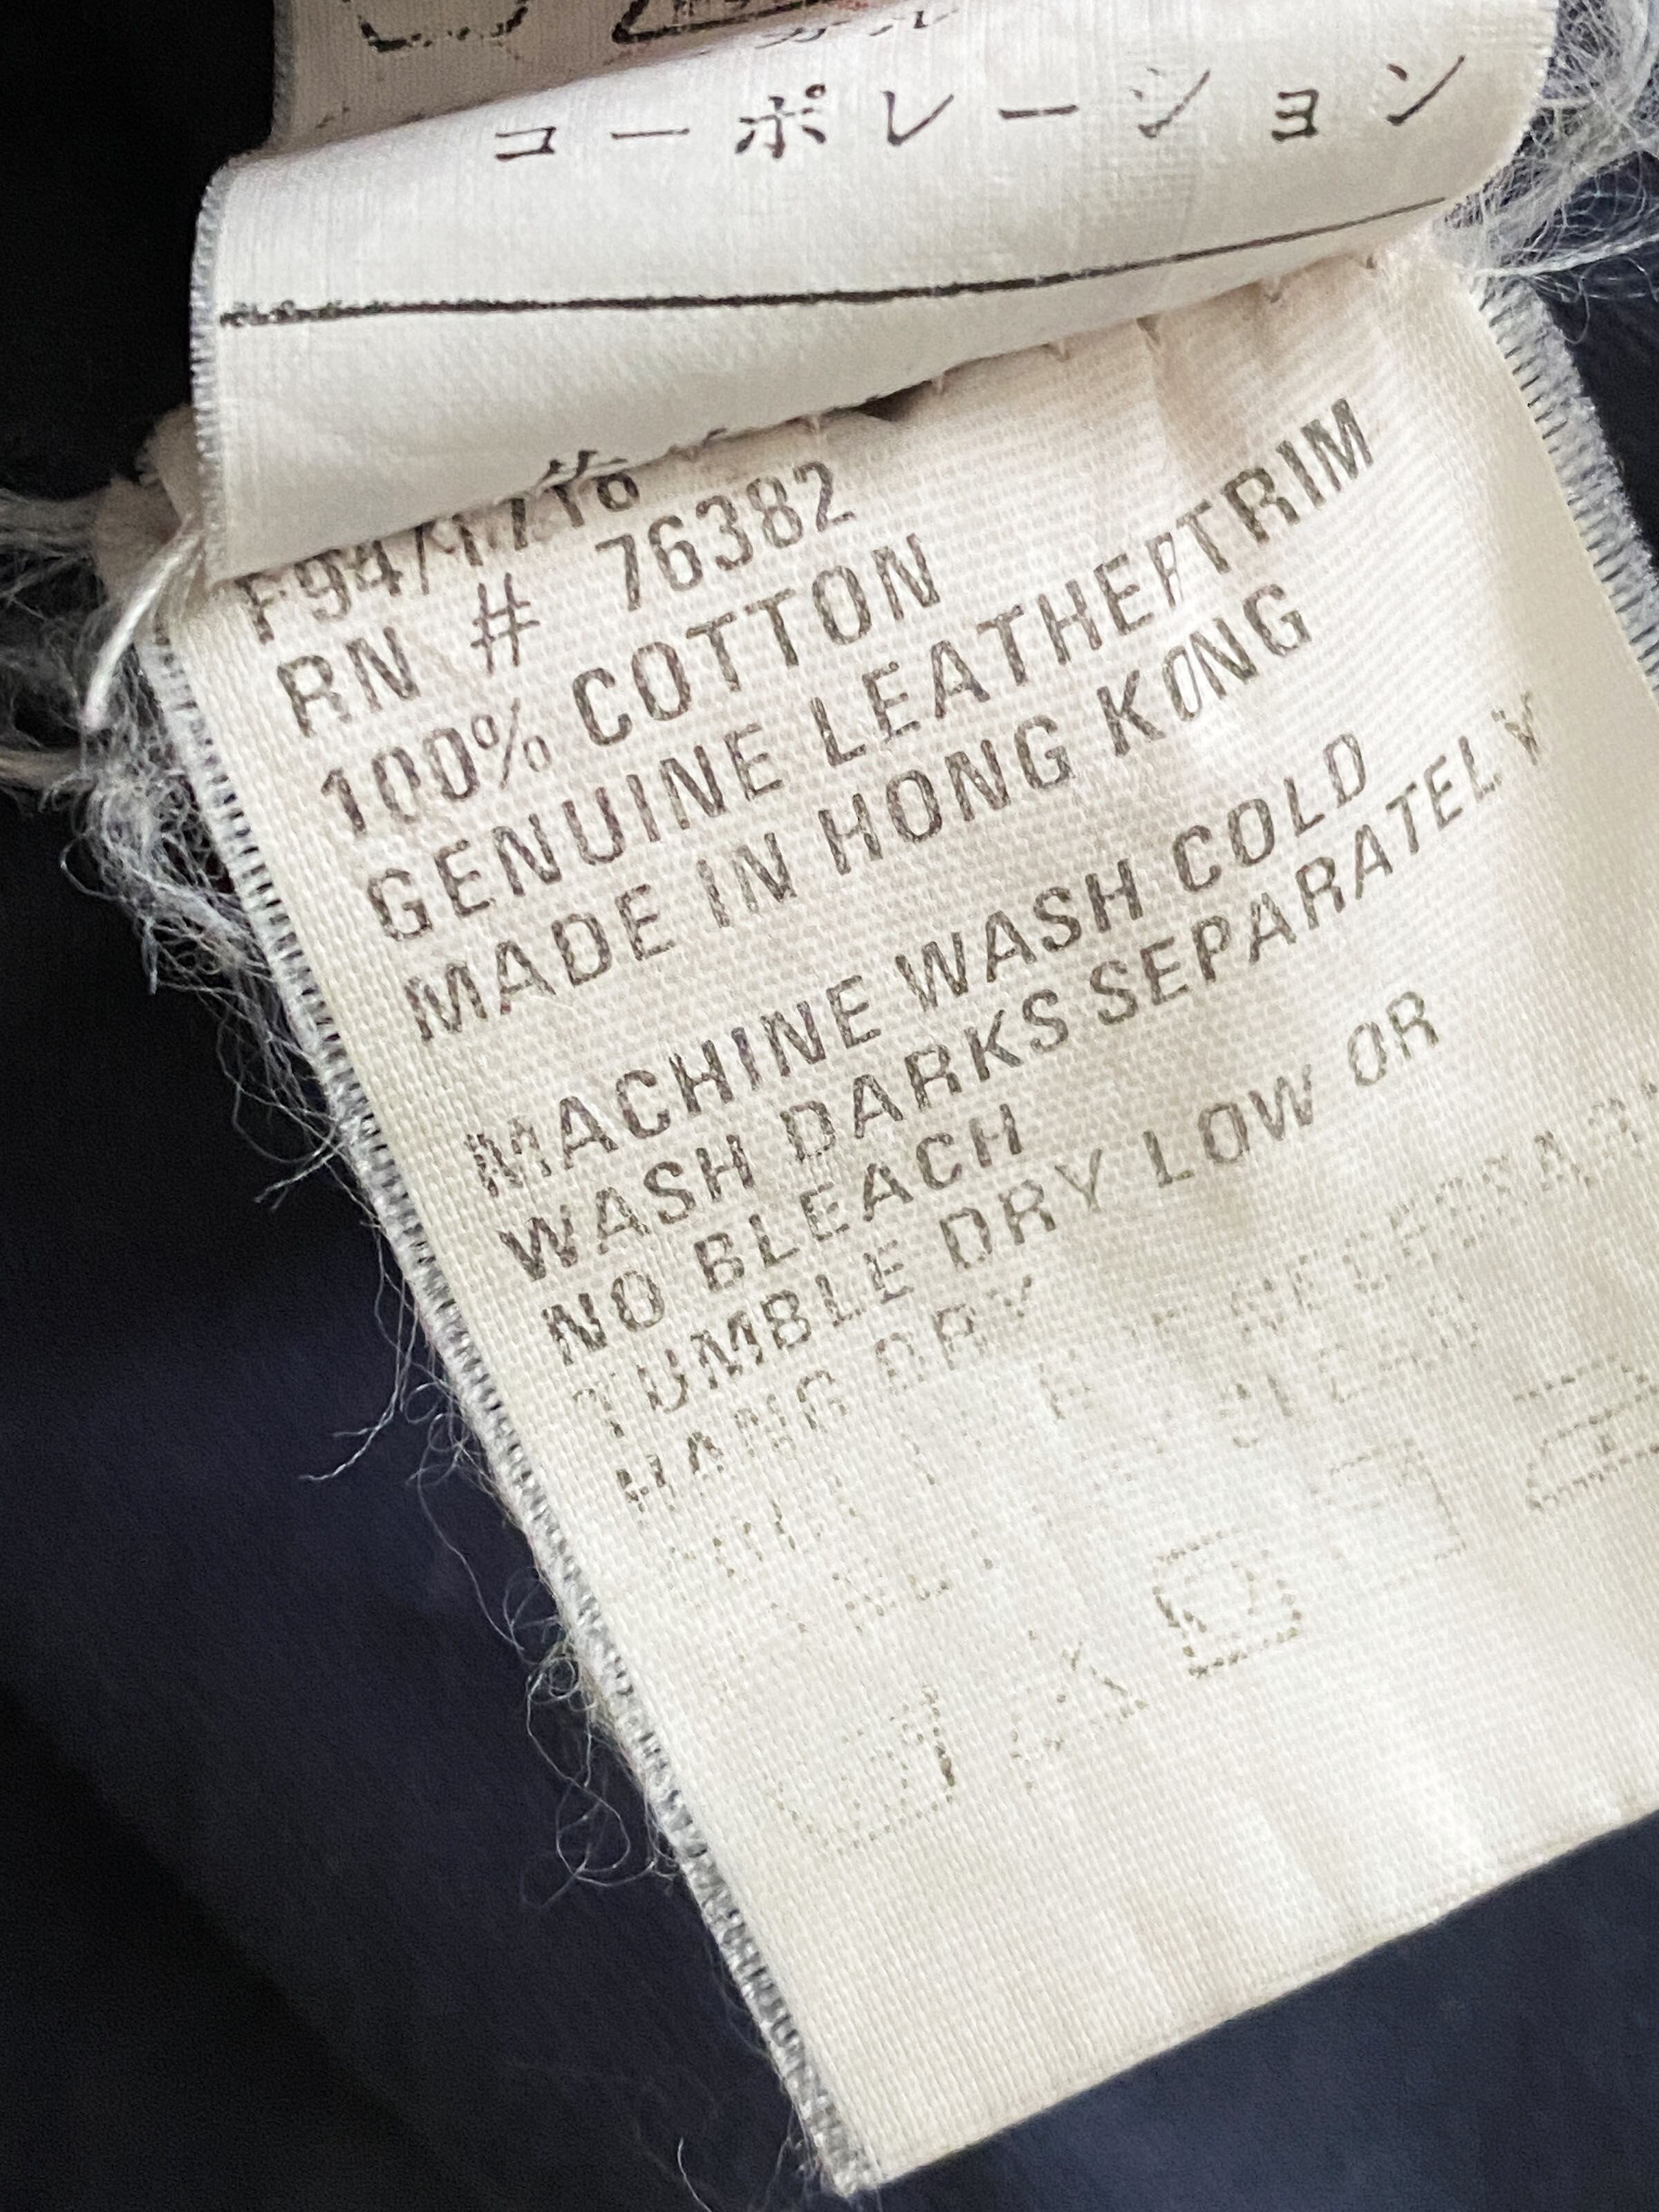 コーポレーション
RN # 76382
100% COTTON
GENUINE LEATHER TRIM
MADE IN HONG KONG
MACHINE WASH COLD
WASH DARKS SEPARATELY
NO BLEACH
TUMBLE DRY LOW OR
HANG DRY